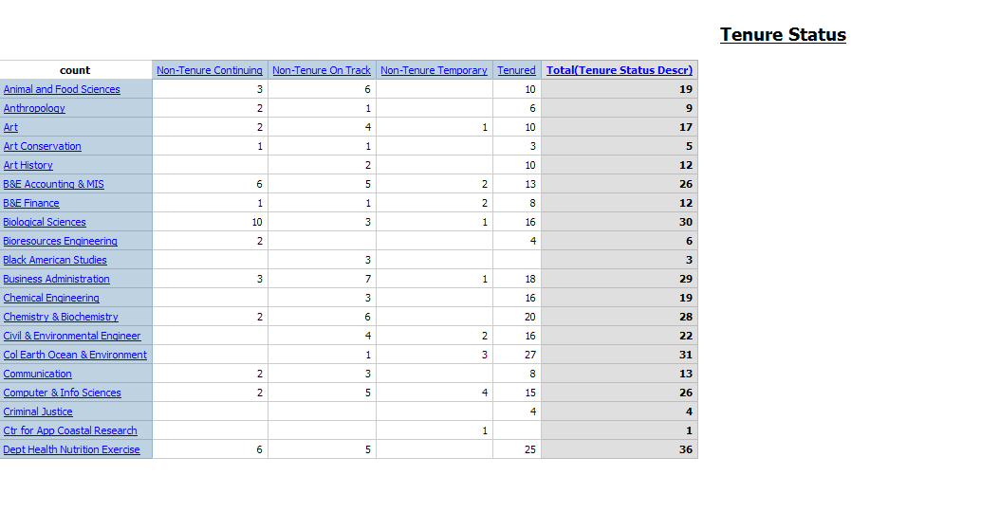 Tenure Status
count Non-Tenure Continuing Non-Tenure On Track Non-Tenure Temporary Tenured Total(Tenure Status Descr)
Animal and Food Sciences 3 6 10 19
Anthropology 2 1 6 9
Art 2 4 1 10 17
Art Conservation 1 1 3 5
Art History 2 10 12
B&E Accounting & MIS 6 5 2 13 26
B&E Finance 1 1 2 8 12
Biological Sciences 10 3 1 16 30
Bioresources Engineering 2 4 6
Black American Studies 3 3
Business Administration 3 7 1 18 29
Chemical Engineering 3 16 19
Chemistry & Biochemistry 2 6 20 28
Civil & Environmental Engineer 4 2 16 22
Col Earth Ocean & Environment 1 3 27 31
Communication 2 3 8 13
Computer & Info Sciences 2 5 4 15 26
Criminal Justice 4 4
Ctr for App Coastal Research 1 1
Dept Health Nutrition Exercise 6 5 25 36